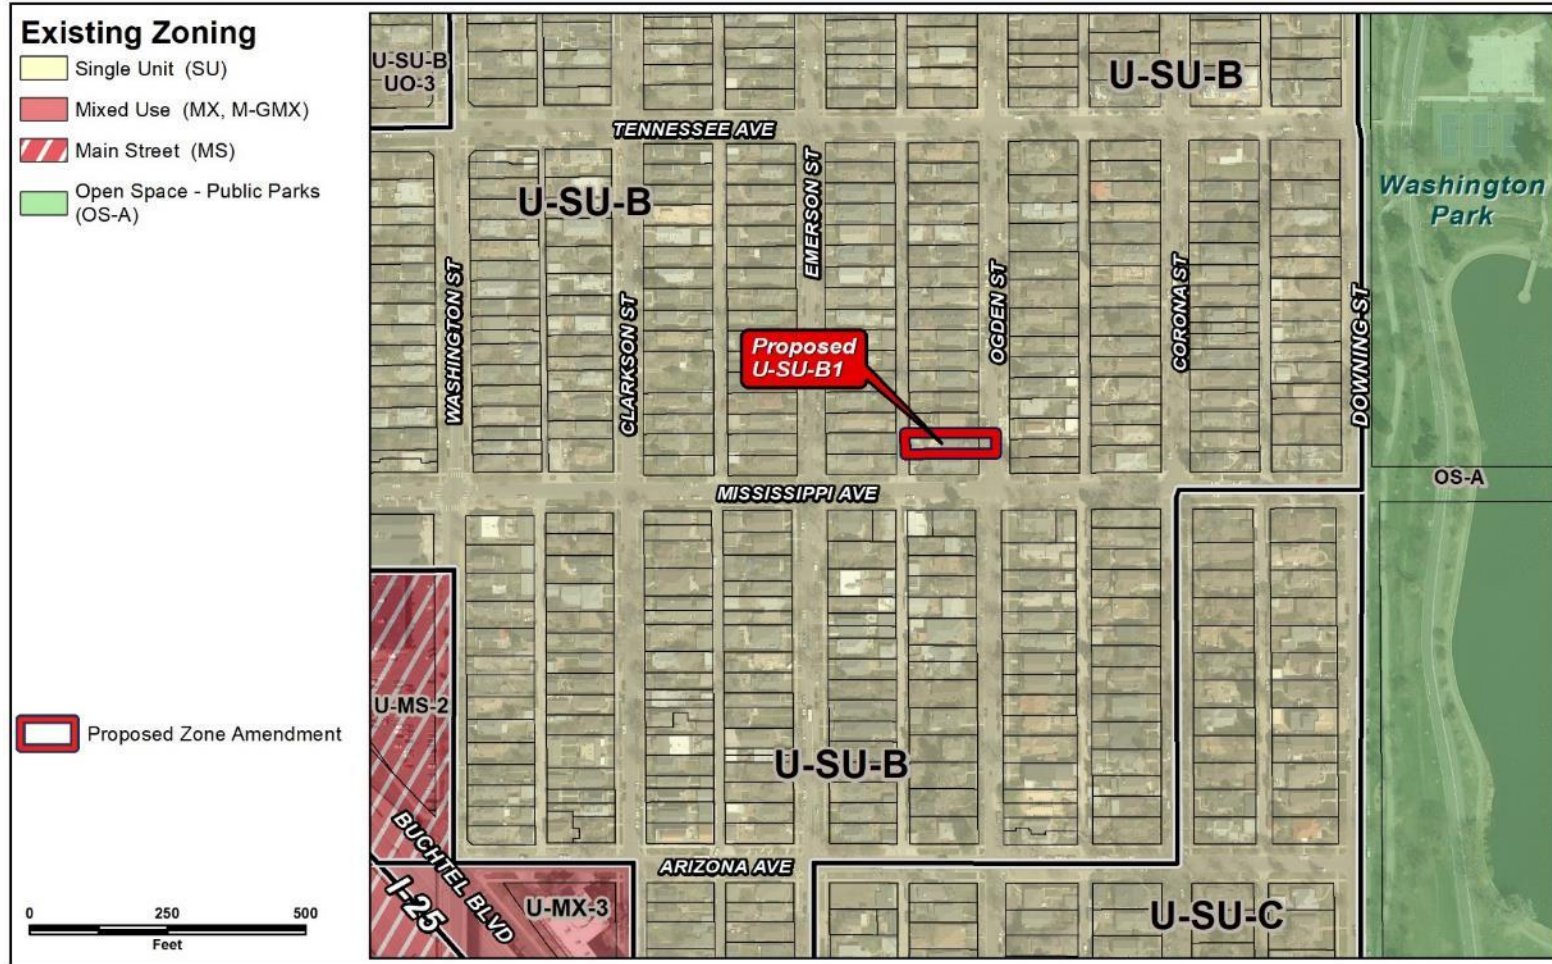 Existing Zoning
Single Unit (SU)
Mixed Use (MX, M-GMX)
Main Street (MS)
Open Space - Public Parks
(OS-A)
Proposed Zone Amendment
0 250 500
Feet
U-SU-B
UO-3
U-SU-B
TENNESSEE AVE
U-SU-B
EMERSON ST
Washington
Park
WASHINGTON ST
CLARKSON ST
OGDEN ST
CORONA ST
DOWNING ST
Proposed
U-SU-B1
MISSISSIPPI AVE
OS-A
U-MS-2
U-SU-B
BUCHTEL BLVD
ARIZONA AVE
I-25
U-MX-3
U-SU-C